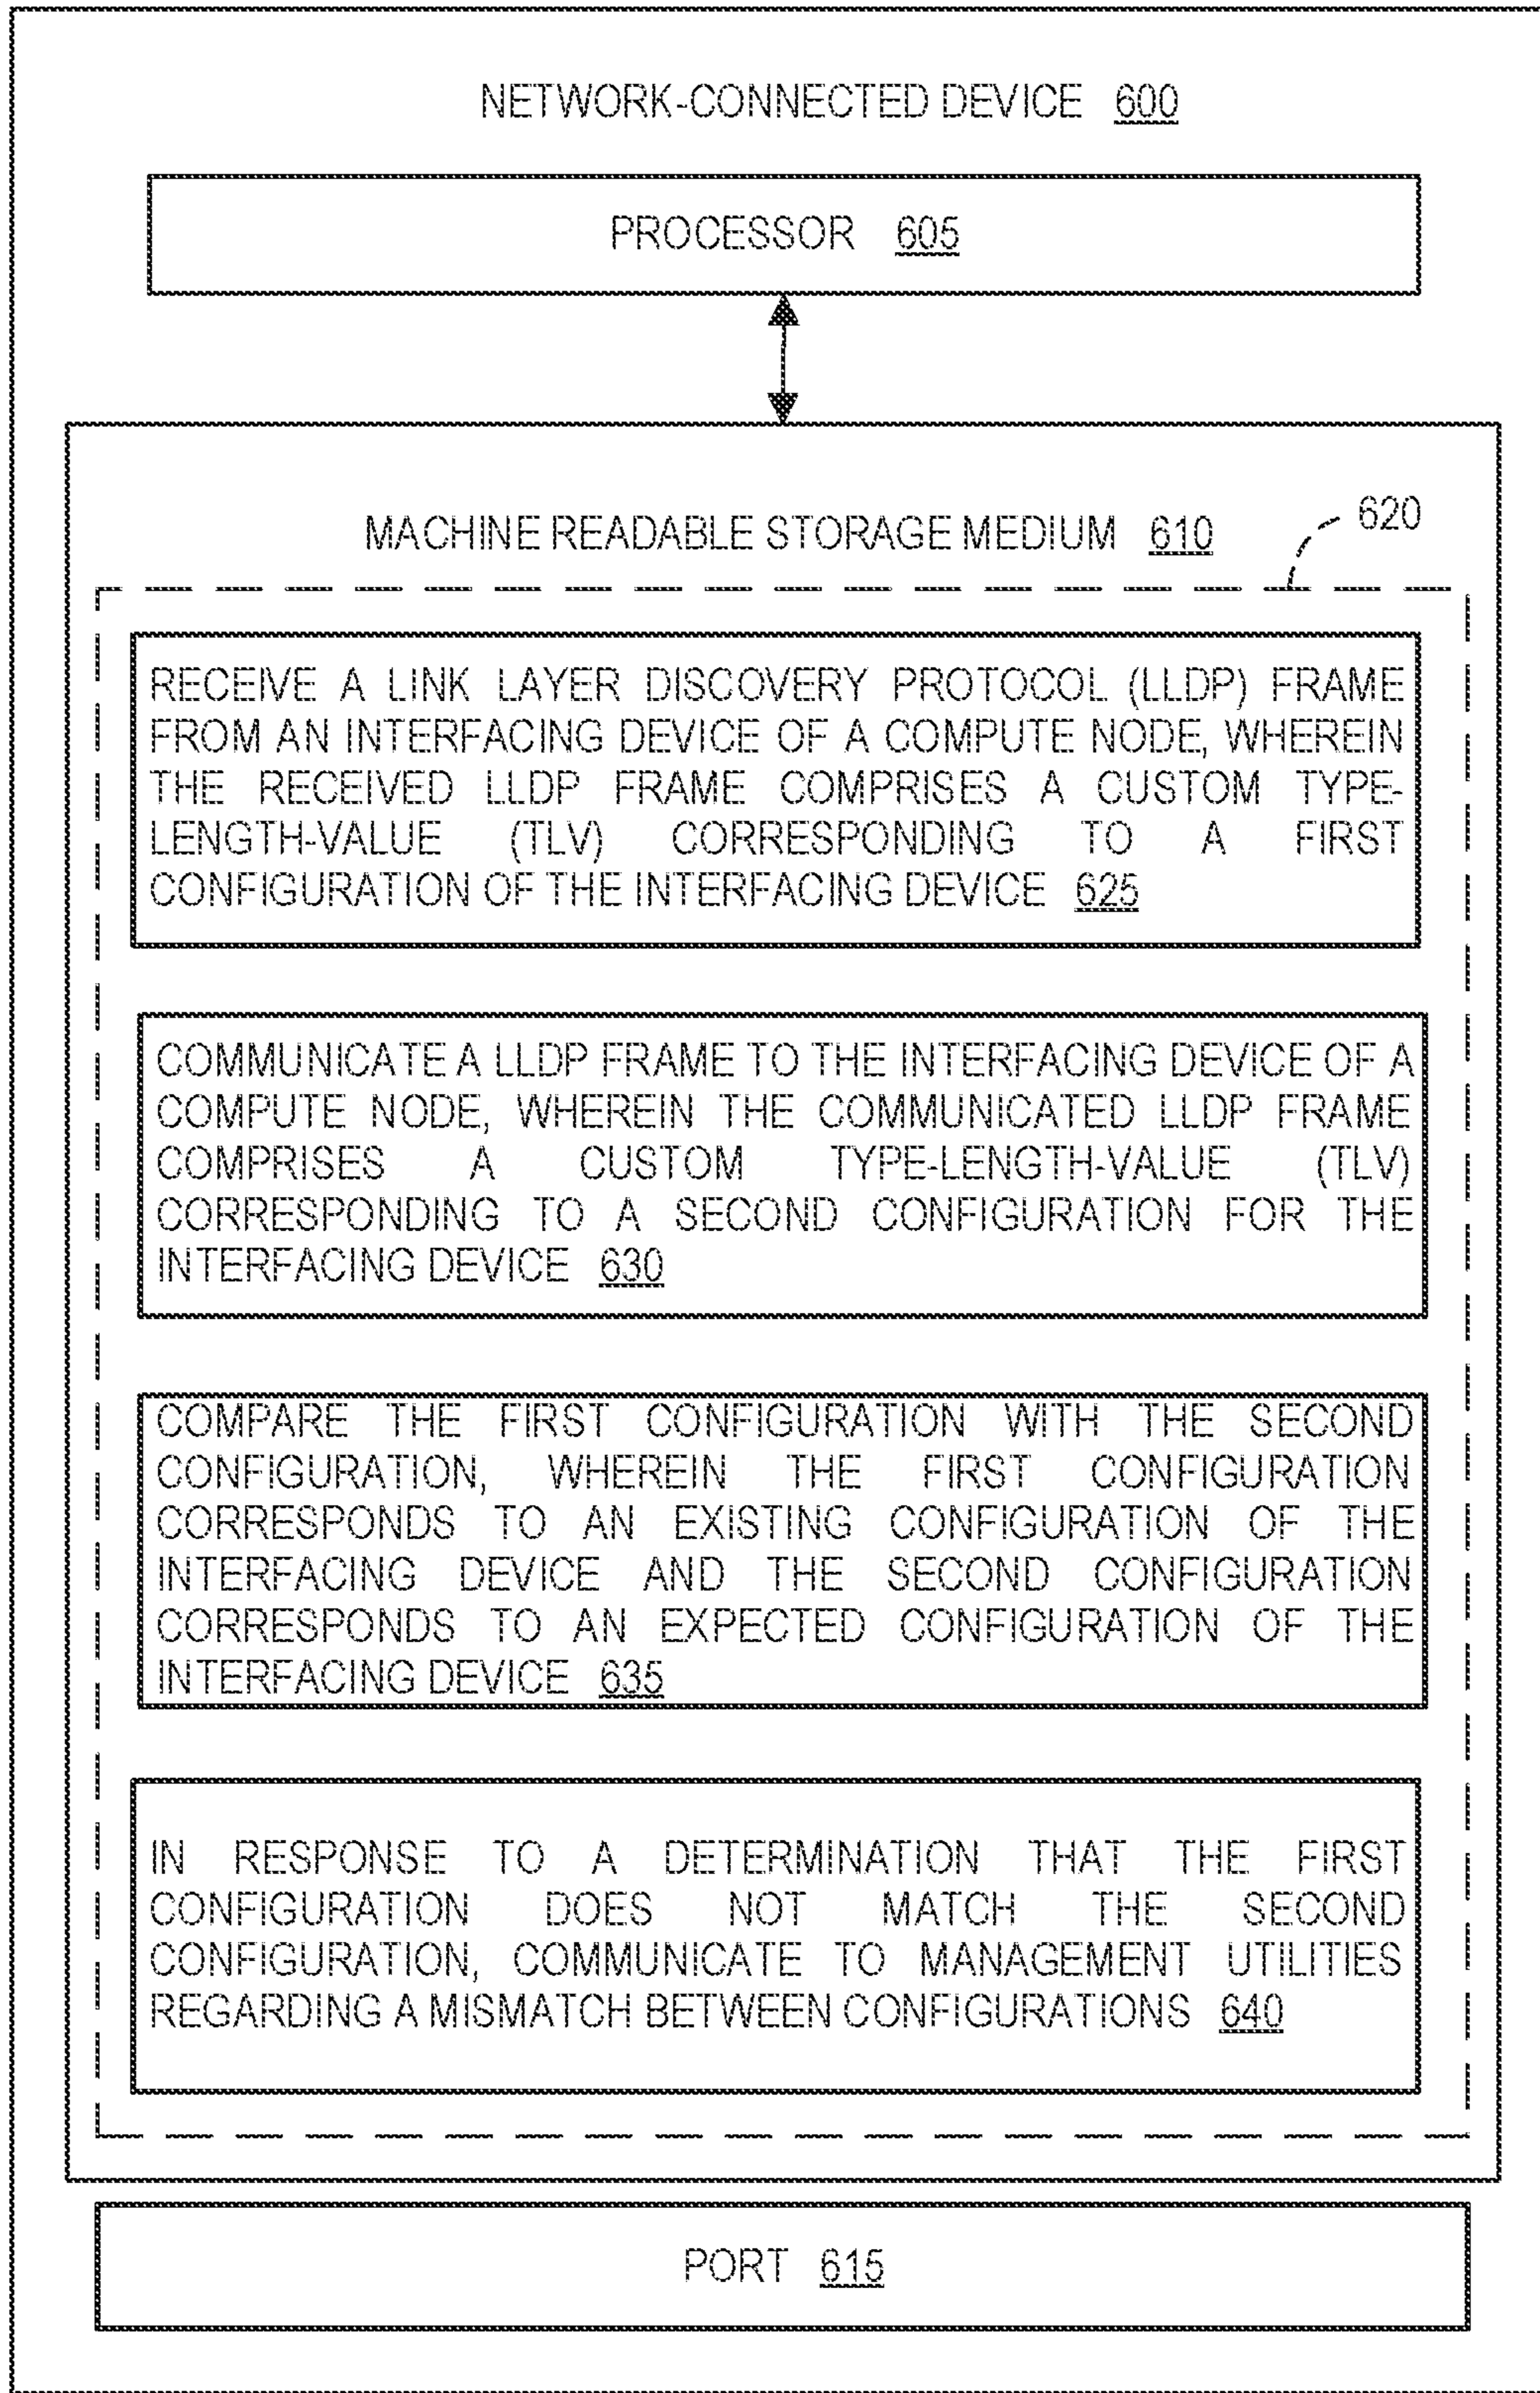 NETWORK-CONNECTED DEVICE 600
PROCESSOR 605
MACHINE READABLE STORAGE MEDIUM 610
620
RECEIVE A LINK LAYER DISCOVERY PROTOCOL (LLDP) FRAME
FROM AN INTERFACING DEVICE OF A COMPUTE NODE, WHEREIN
THE RECEIVED LLDP FRAME COMPRISES A CUSTOM TYPE-
LENGTH-VALUE (TLV) CORRESPONDING TO A FIRST
CONFIGURATION OF THE INTERFACING DEVICE 625
COMMUNICATE A LLDP FRAME TO THE INTERFACING DEVICE OF A
COMPUTE NODE, WHEREIN THE COMMUNICATED LLDP FRAME
COMPRISES A CUSTOM TYPE-LENGTH-VALUE (TLV)
CORRESPONDING TO A SECOND CONFIGURATION FOR THE
INTERFACING DEVICE 630
COMPARE THE FIRST CONFIGURATION WITH THE SECOND
CONFIGURATION, WHEREIN THE FIRST CONFIGURATION
CORRESPONDS TO AN EXISTING CONFIGURATION OF THE
INTERFACING DEVICE AND THE SECOND CONFIGURATION
CORRESPONDS TO AN EXPECTED CONFIGURATION OF THE
INTERFACING DEVICE 635
IN RESPONSE TO A DETERMINATION THAT THE FIRST
CONFIGURATION DOES NOT MATCH THE SECOND
CONFIGURATION, COMMUNICATE TO MANAGEMENT UTILITIES
REGARDING A MISMATCH BETWEEN CONFIGURATIONS 640
PORT 615